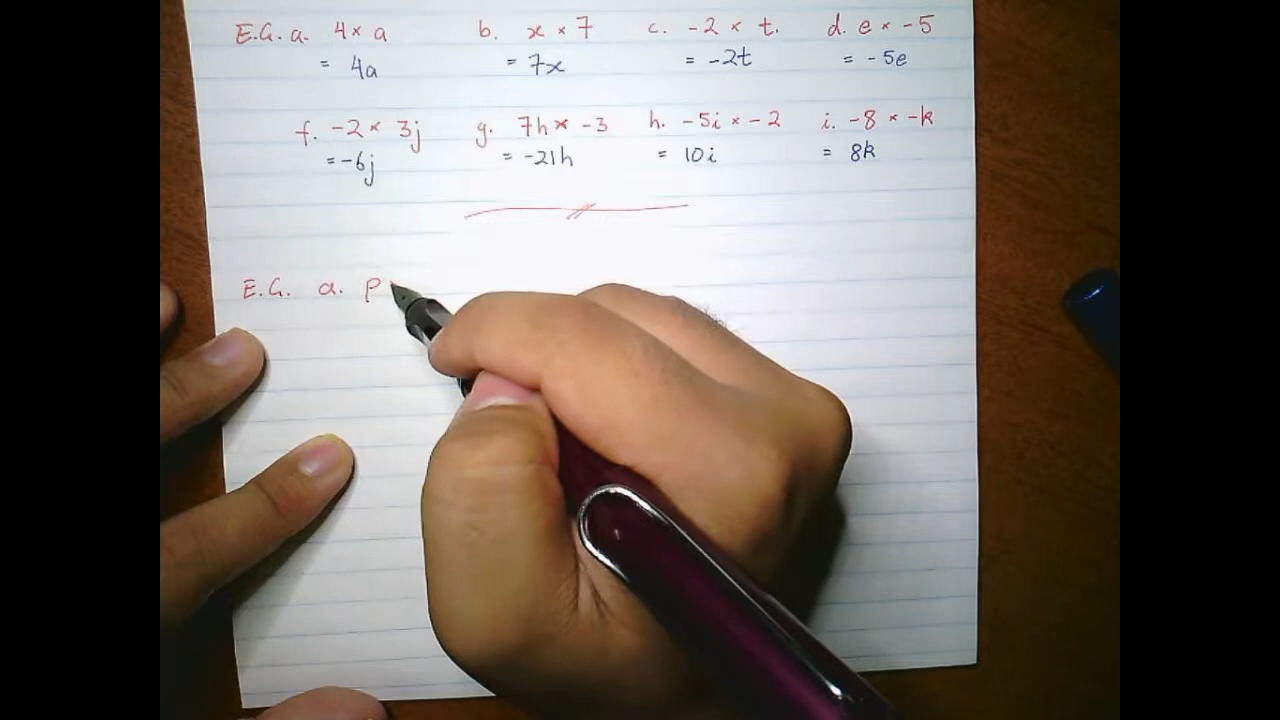 E.G. a. 4 × a b. x × 7 c. -2 × t. d. e × -5
= 4a = 7x = -2t = -5e
f. -2 × 3j g. 7h × -3 h. -5i × -2 i. -8 × -k
= -6j = -21h = 10i = 8k
E.G. a. p